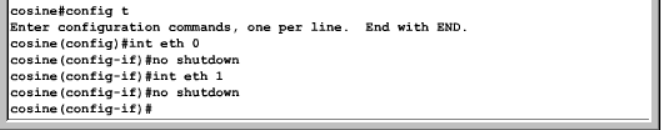 cosine#config t
Enter configuration commands, one per line.  End with END.
cosine(config)#int eth 0
cosine(config-if)#no shutdown
cosine(config-if)#int eth 1
cosine(config-if)#no shutdown
cosine(config-if)#